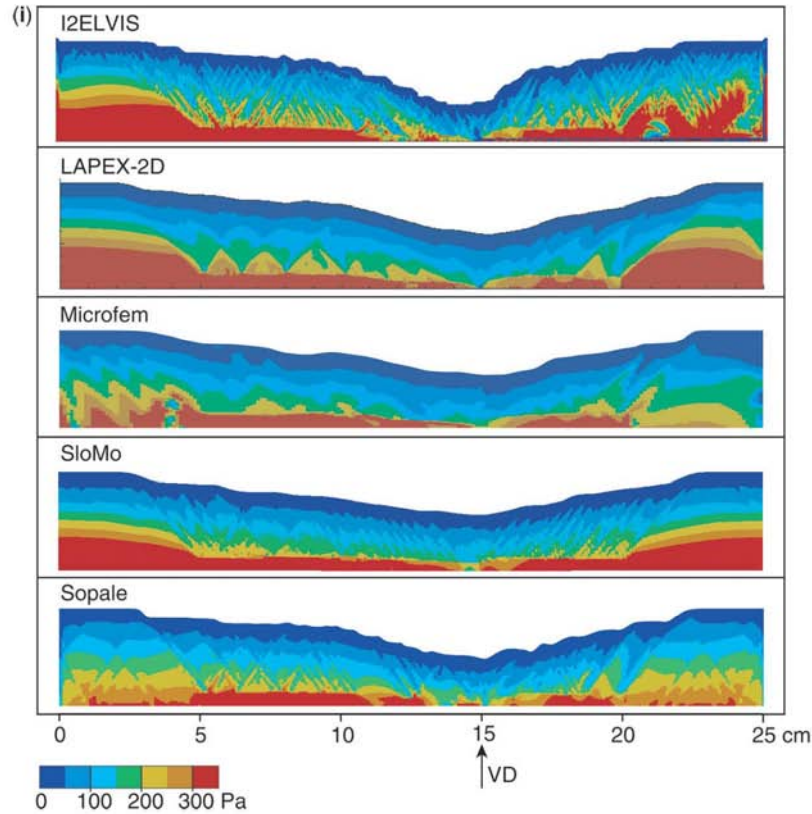 (i)
I2ELVIS
LAPEX-2D
Microfem
SloMo
Sopale
0 5 10 15 20 25 cm
VD
0 100 200 300 Pa